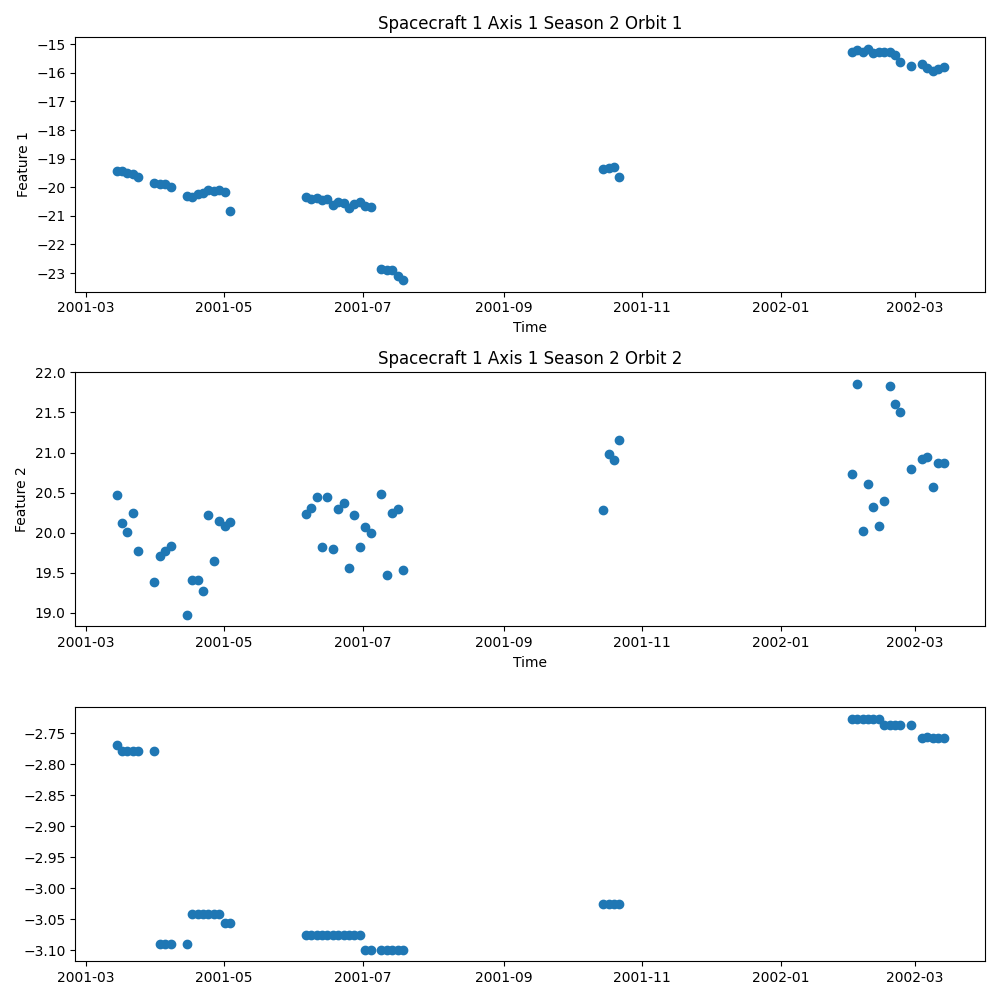 Spacecraft 1 Axis 1 Season 2 Orbit 1
Feature 1
−15
−16
−17
−18
−19
−20
−21
−22
−23
2001-03 2001-05 2001-07 2001-09 2001-11 2002-01 2002-03
Time
Spacecraft 1 Axis 1 Season 2 Orbit 2
Feature 2
22.0
21.5
21.0
20.5
20.0
19.5
19.0
2001-03 2001-05 2001-07 2001-09 2001-11 2002-01 2002-03
Time
−2.75
−2.80
−2.85
−2.90
−2.95
−3.00
−3.05
−3.10
2001-03 2001-05 2001-07 2001-09 2001-11 2002-01 2002-03